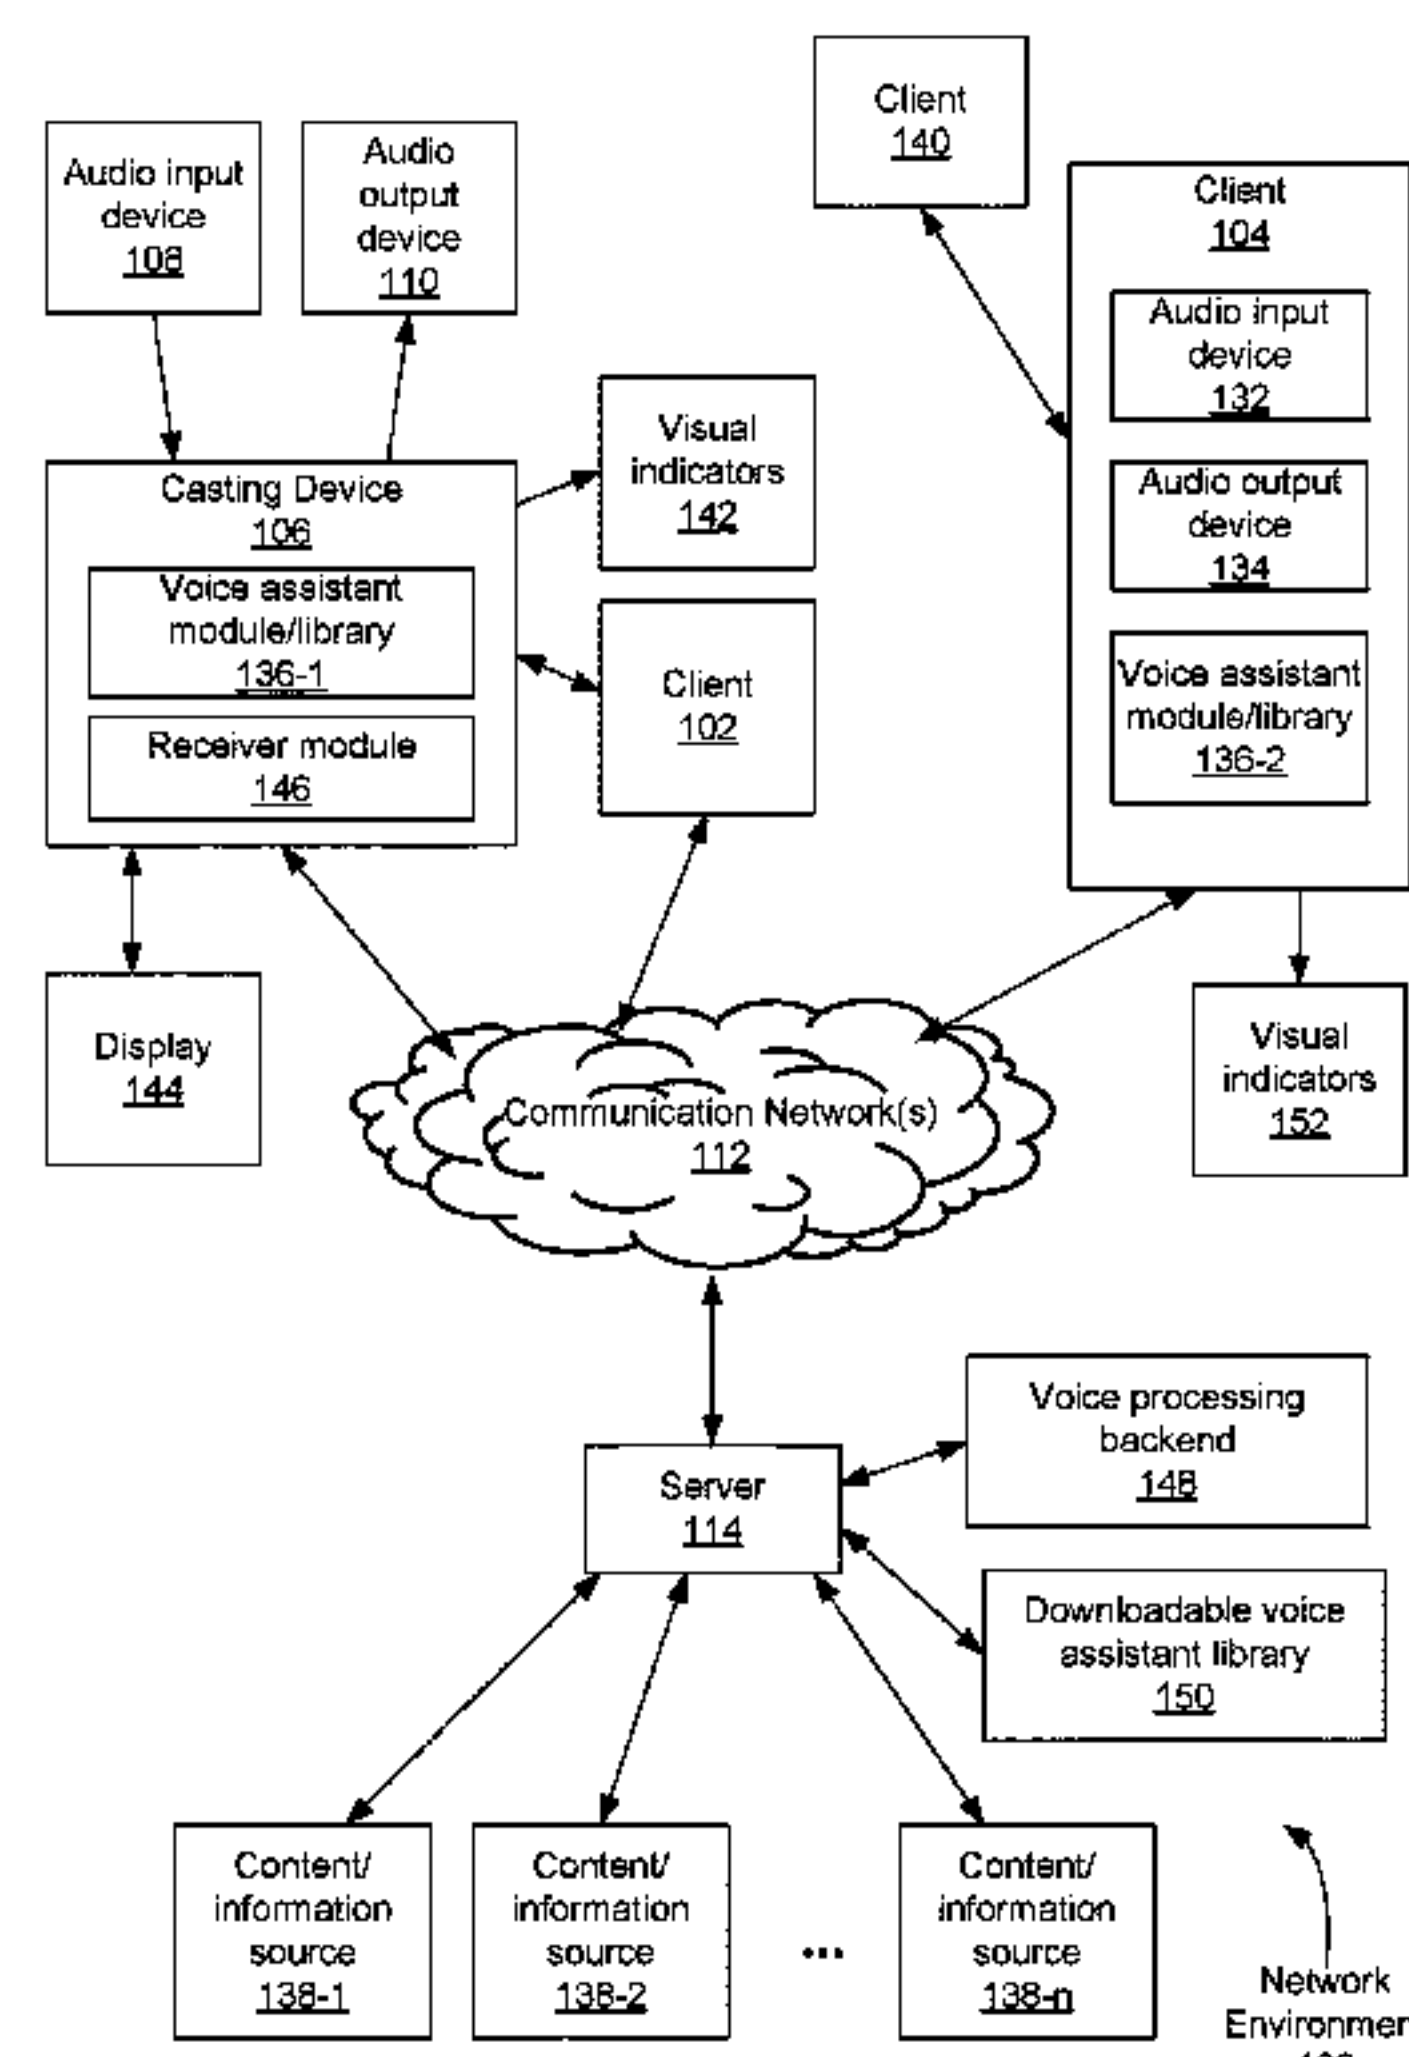 Client
140
Audio input
device
108
Audio
output
device
110
Client
104
Audio input
device
132
Audio output
device
134
Voice assistant
module/library
136-2
Visual
indicators
142
Casting Device
106
Voice assistant
module/library
136-1
Receiver module
146
Client
102
Display
144
Visual
indicators
152
Communication Network(s)
112
Voice processing
backend
148
Server
114
Downloadable voice
assistant library
150
Content/
information
source
138-1
Content/
information
source
138-2
...
Content/
information
source
138-n
Network
Environmen